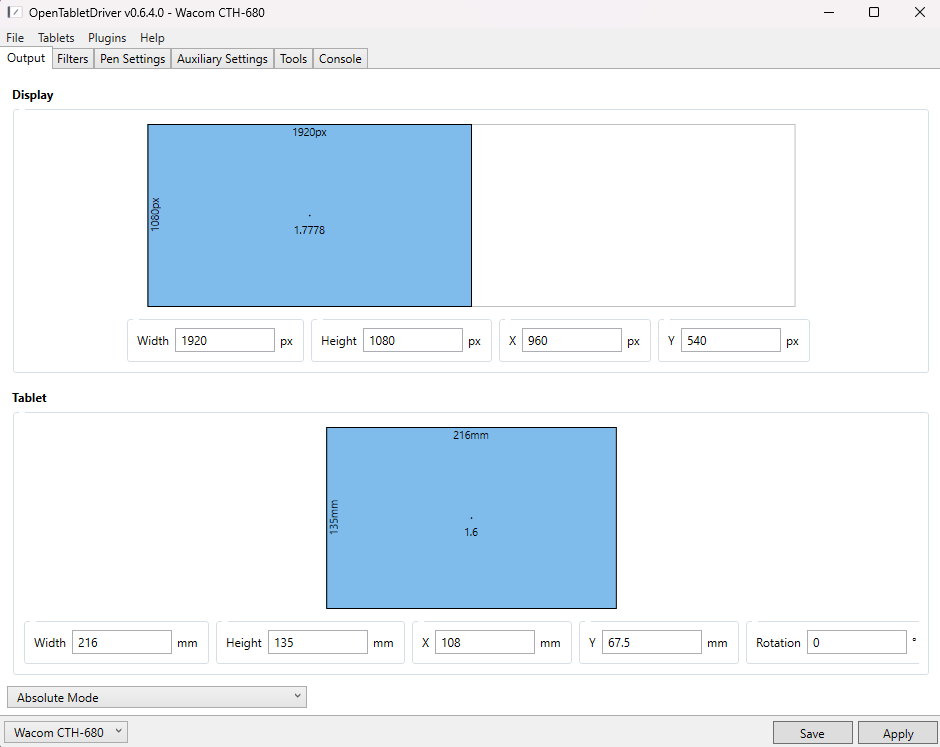 OpenTabletDriver v0.6.4.0 - Wacom CTH-680
File Tablets Plugins Help
Output Filters Pen Settings Auxiliary Settings Tools Console
Display
1920px
1080px
1.7778
Width 1920 px Height 1080 px X 960 px Y 540 px
Tablet
216mm
135mm
1.6
Width 216 mm Height 135 mm X 108 mm Y 67.5 mm Rotation 0 °
Absolute Mode
Wacom CTH-680 Save Apply